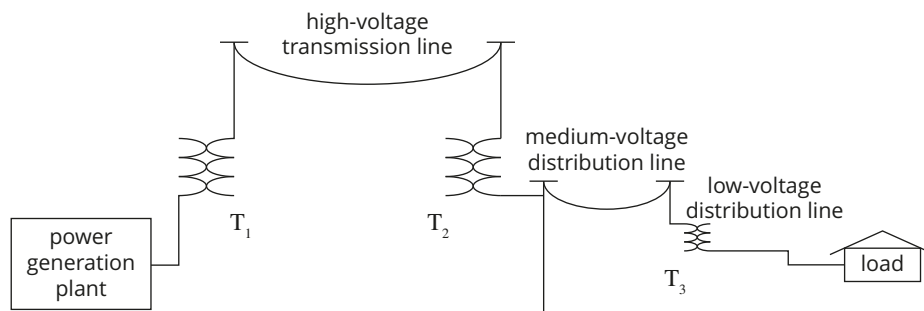 high-voltage
transmission line
medium-voltage
distribution line
low-voltage
distribution line
T1
T2
T3
power
generation
plant
load